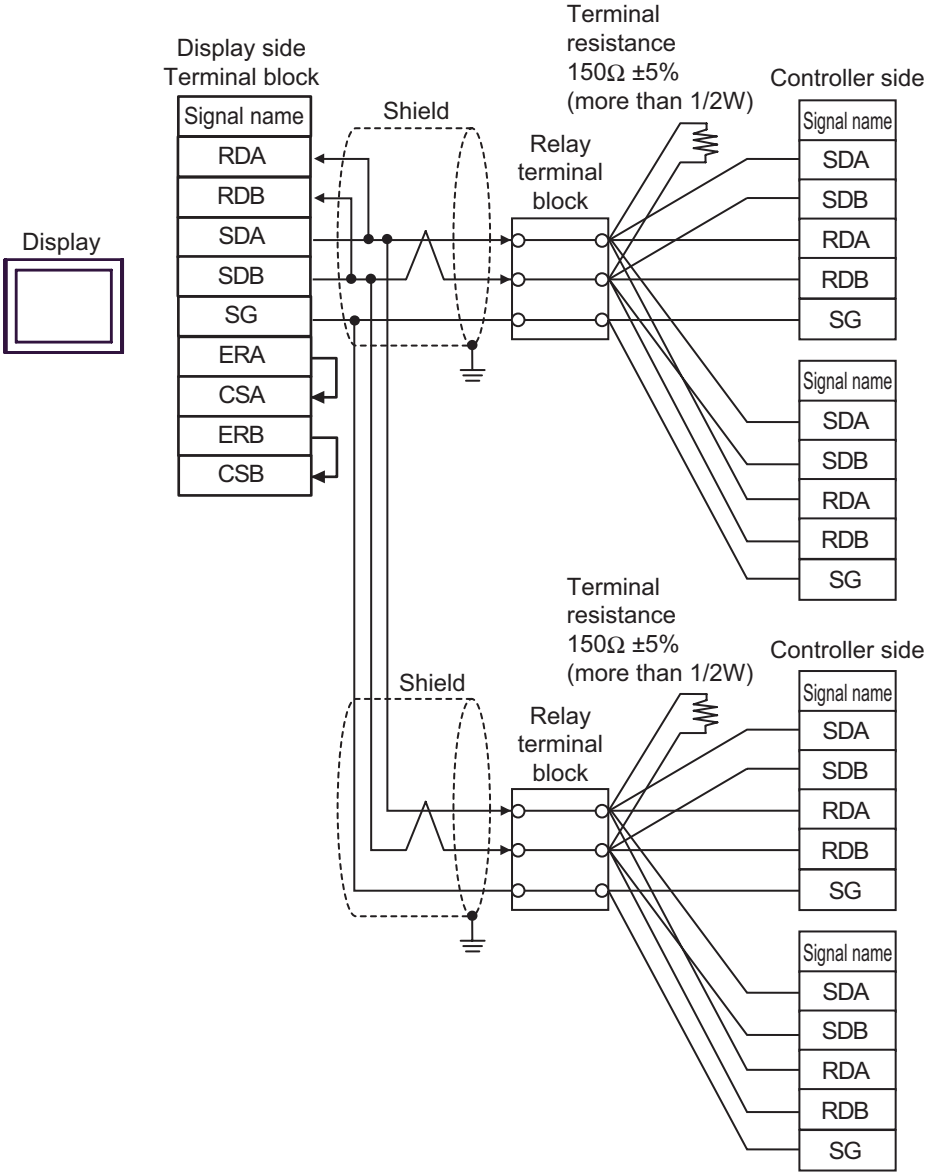 Display
Display side
Terminal block
Signal name
RDA
RDB
SDA
SDB
SG
ERA
CSA
ERB
CSB
Shield
Relay
terminal
block
Terminal
resistance
150Ω ±5%
(more than 1/2W)
Controller side
Signal name
SDA
SDB
RDA
RDB
SG
Signal name
SDA
SDB
RDA
RDB
SG
Shield
Relay
terminal
block
Terminal
resistance
150Ω ±5%
(more than 1/2W)
Controller side
Signal name
SDA
SDB
RDA
RDB
SG
Signal name
SDA
SDB
RDA
RDB
SG